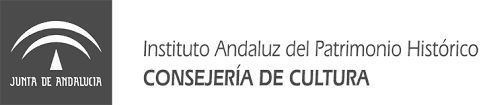 JUNTA DE ANDALUCIA
Instituto Andaluz del Patrimonio Histórico
CONSEJERÍA DE CULTURA